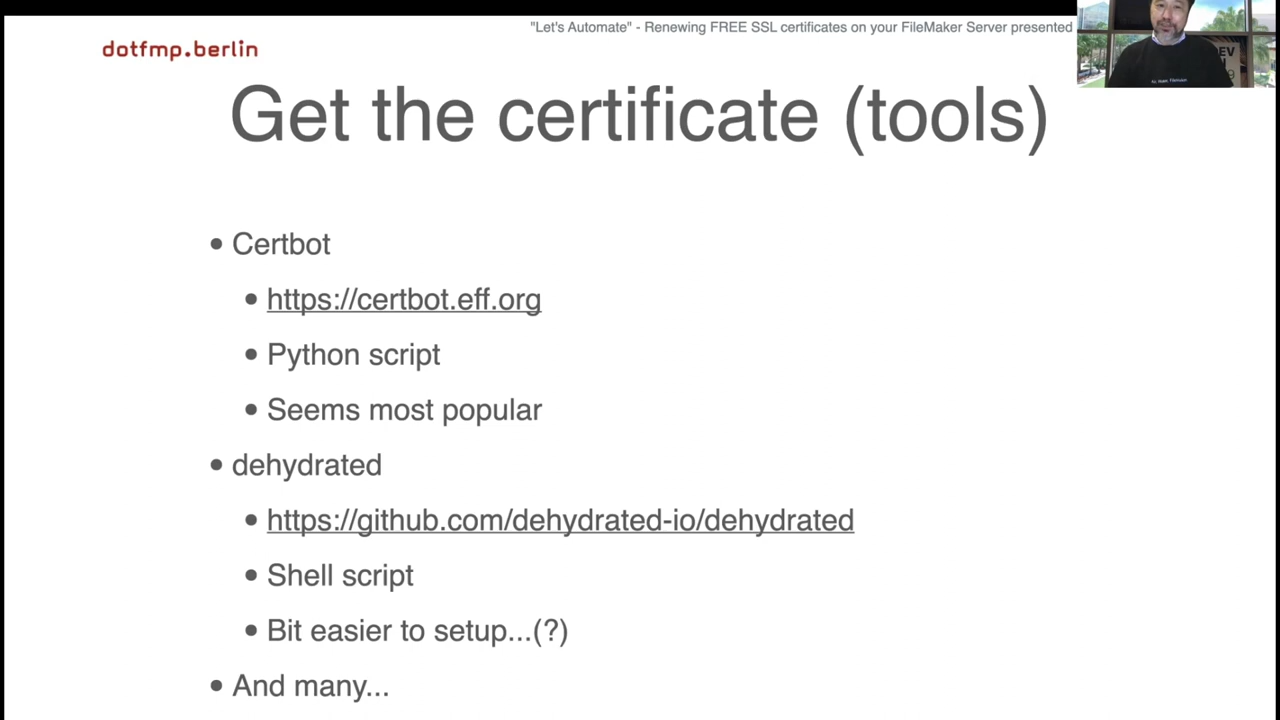 "Let's Automate" - Renewing FREE SSL certificates on your FileMaker Server presented
dotfmp.berlin
Get the certificate (tools)
• Certbot
• https://certbot.eff.org
• Python script
• Seems most popular
• dehydrated
• https://github.com/dehydrated-io/dehydrated
• Shell script
• Bit easier to setup...(?)
• And many...